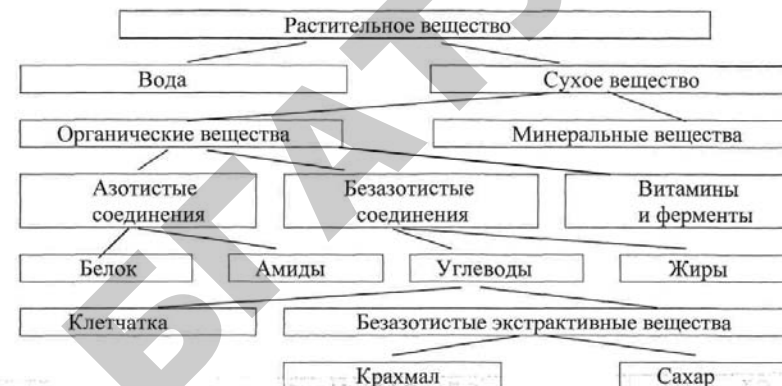 Растительное вещество
Вода
Сухое вещество
Органические вещества
Минеральные вещества
Азотистые
соединения
Безазотистые
соединения
Витамины
и ферменты
Белок
Амиды
Углеводы
Жиры
Клетчатка
Безазотистые экстрактивные вещества
Крахмал
Сахар